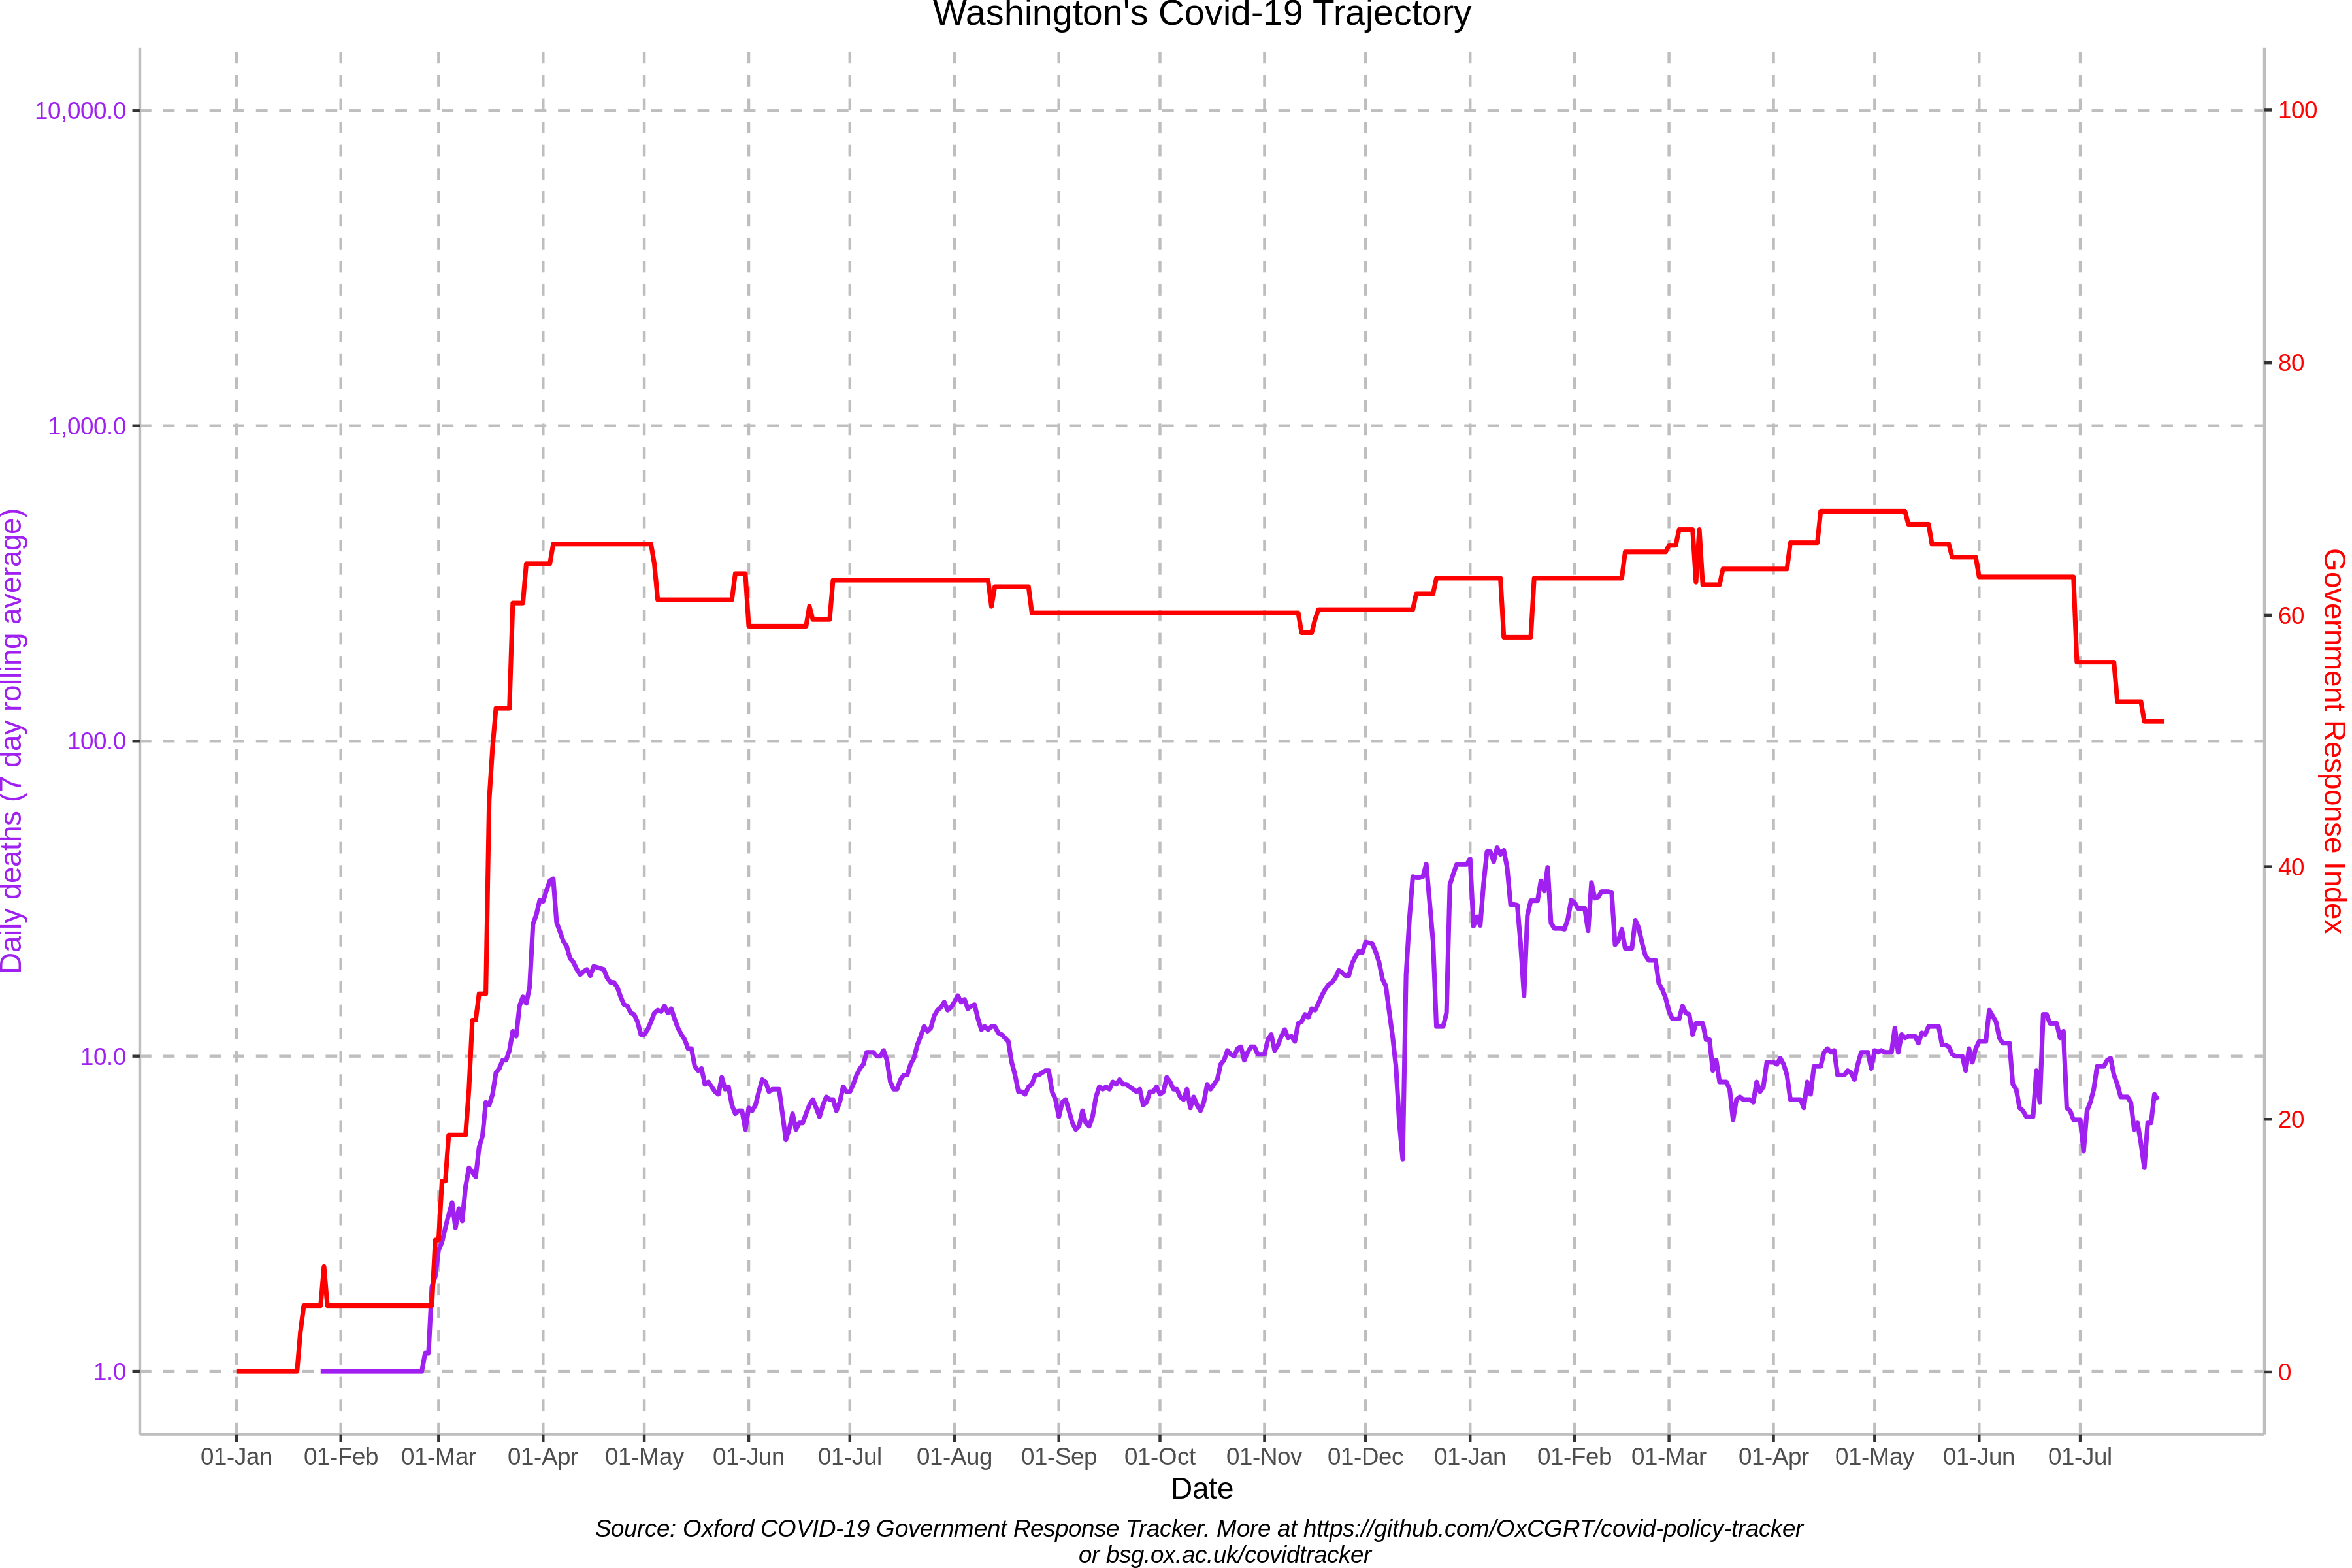 Washington's Covid-19 Trajectory
10,000.0
1,000.0
100.0
10.0
1.0
Daily deaths (7 day rolling average)
100
80
60
40
20
0
Government Response Index
01-Jan 01-Feb 01-Mar 01-Apr 01-May 01-Jun 01-Jul 01-Aug 01-Sep 01-Oct 01-Nov 01-Dec 01-Jan 01-Feb 01-Mar 01-Apr 01-May 01-Jun 01-Jul
Date
Source: Oxford COVID-19 Government Response Tracker. More at https://github.com/OxCGRT/covid-policy-tracker
or bsg.ox.ac.uk/covidtracker